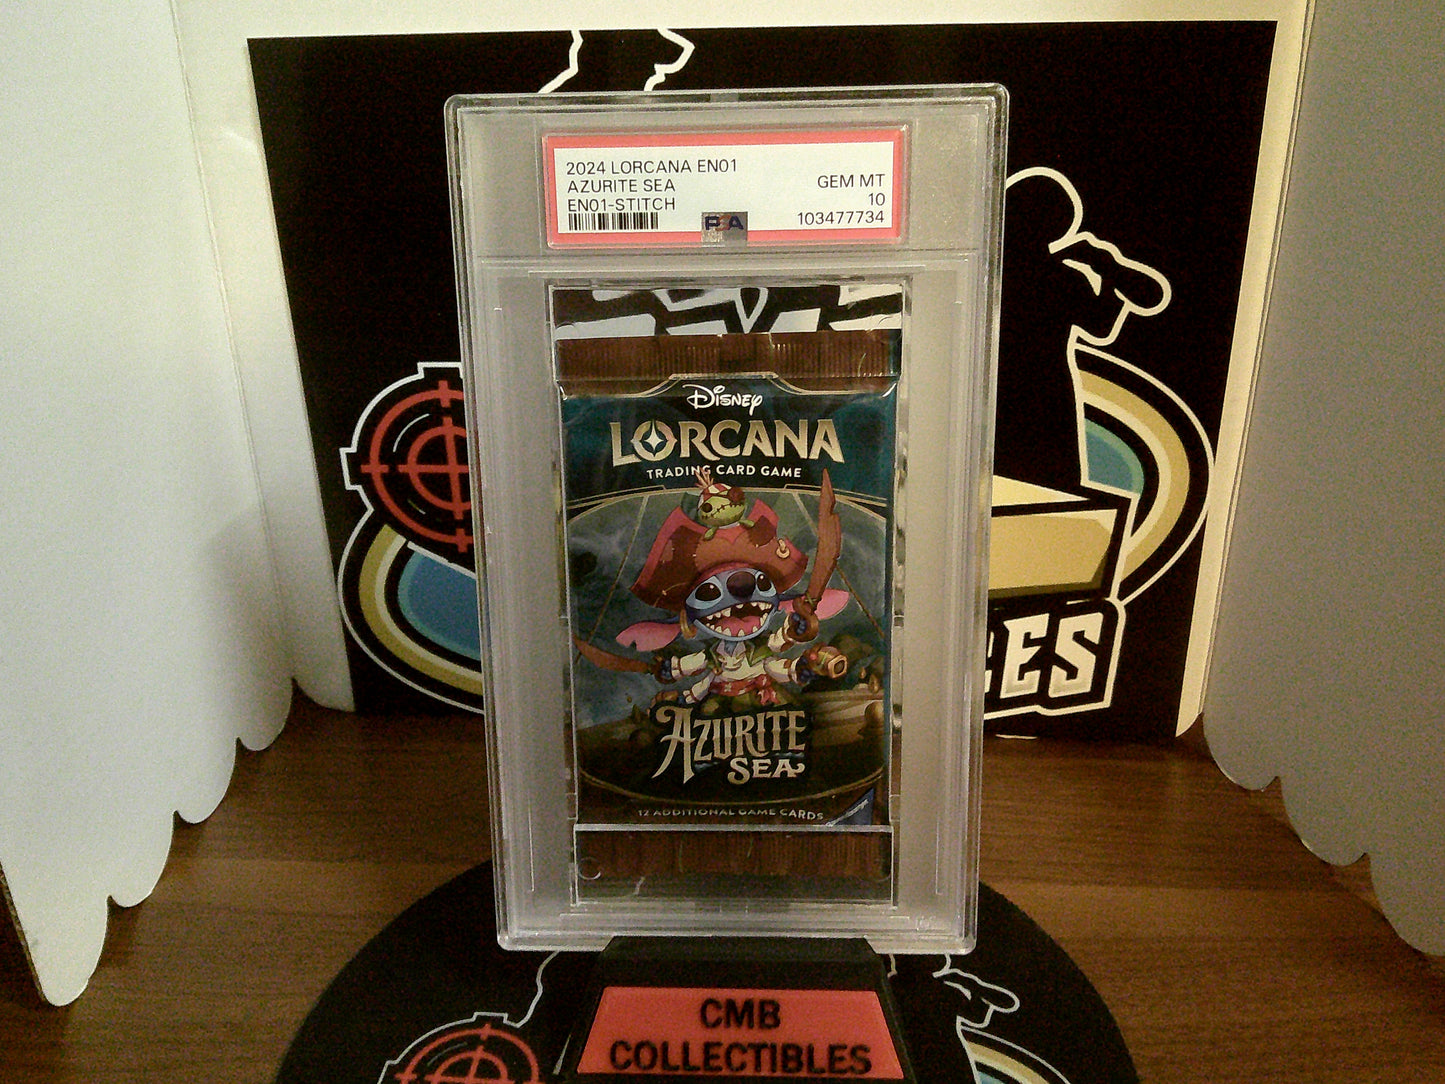 2024 LORCANA EN01
AZURITE SEA
EN01-STITCH
GEM MT
10
103477734
PSA
Disney
LORCANA
TRADING CARD GAME
AZURITE
SEA
12 ADDITIONAL GAME CARDS
CES
CMB
COLLECTIBLES